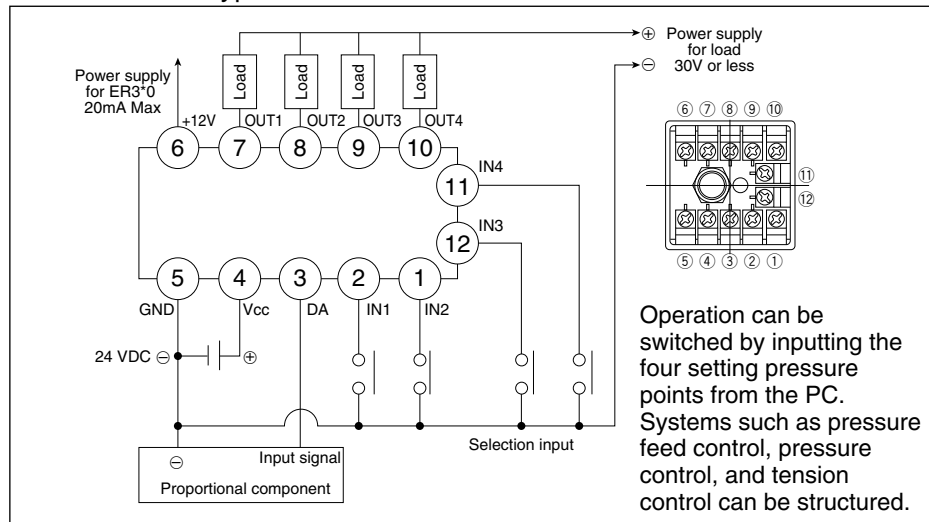 Power supply
for load
30V or less
⊕
⊖
Power supply
for ER3*0
20mA Max
Load
Load
Load
Load
+12V
OUT1
OUT2
OUT3
OUT4
6
7
8
9
10
11
IN4
12
IN3
5
4
3
2
1
GND
Vcc
DA
IN1
IN2
24 VDC ⊖
⊕
Selection input
⊖
Input signal
Proportional component
⑥ ⑦ ⑧ ⑨ ⑩
⑪
⑫
⑤ ④ ③ ② ①
Operation can be
switched by inputting the
four setting pressure
points from the PC.
Systems such as pressure
feed control, pressure
control, and tension
control can be structured.